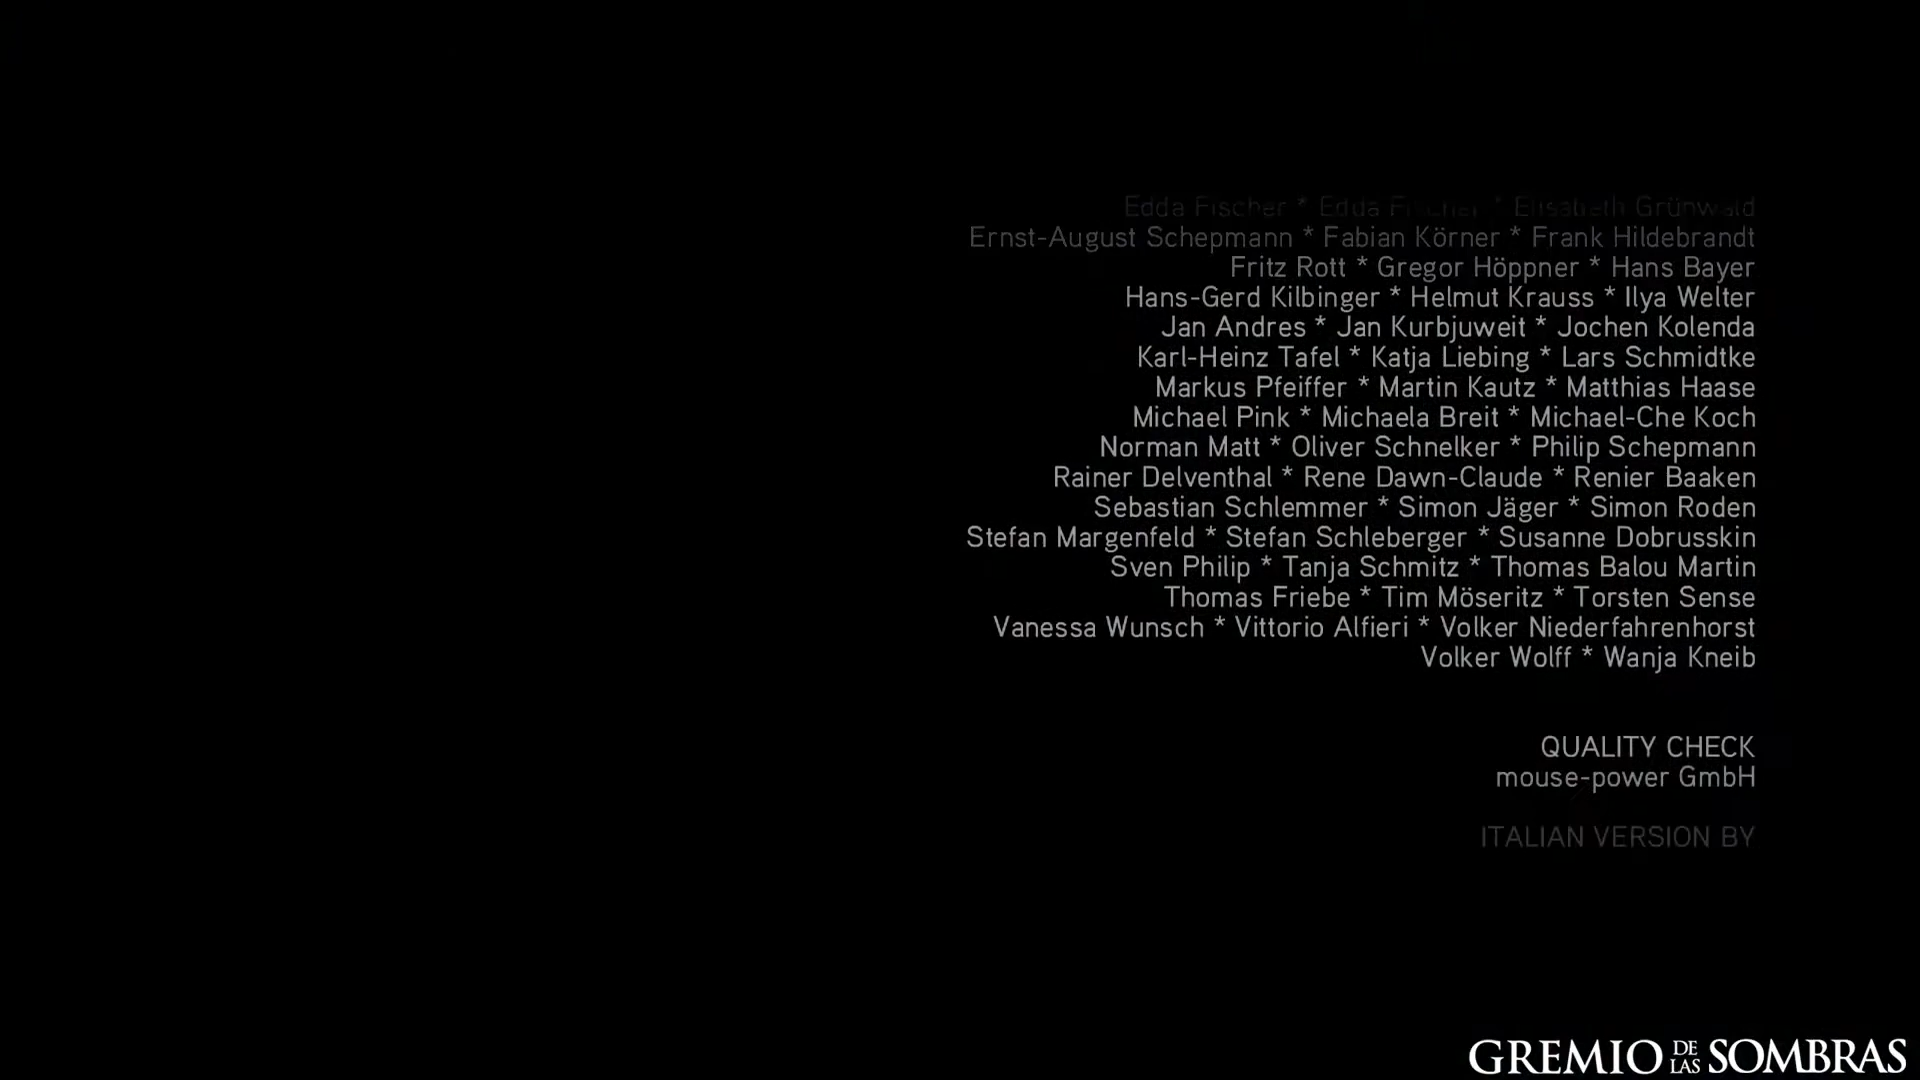 Edda Fischer * Edda Fischer * Elisabeth Grünwald
Ernst-August Schepmann * Fabian Körner * Frank Hildebrandt
Fritz Rott * Gregor Höppner * Hans Bayer
Hans-Gerd Kilbinger * Helmut Krauss * Ilya Welter
Jan Andres * Jan Kurbjuweit * Jochen Kolenda
Karl-Heinz Tafel * Katja Liebing * Lars Schmidtke
Markus Pfeiffer * Martin Kautz * Matthias Haase
Michael Pink * Michaela Breit * Michael-Che Koch
Norman Matt * Oliver Schnelker * Philip Schepmann
Rainer Delventhal * Rene Dawn-Claude * Renier Baaken
Sebastian Schlemmer * Simon Jäger * Simon Roden
Stefan Margenfeld * Stefan Schleberger * Susanne Dobrusskin
Sven Philip * Tanja Schmitz * Thomas Balou Martin
Thomas Friebe * Tim Möseritz * Torsten Sense
Vanessa Wunsch * Vittorio Alfieri * Volker Niederfahrenhorst
Volker Wolff * Wanja Kneib
QUALITY CHECK
mouse-power GmbH
ITALIAN VERSION BY
GREMIO DE LAS SOMBRAS